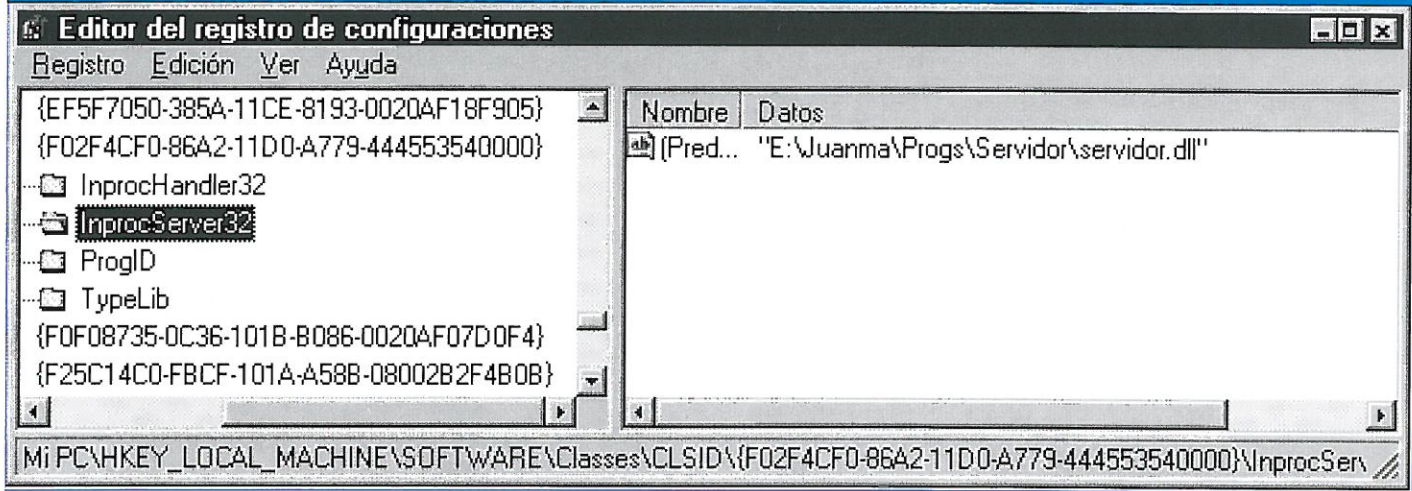 Editor del registro de configuraciones
Registro Edición Ver Ayuda
{EF5F7050-385A-11CE-8193-0020AF18F905}
{F02F4CF0-86A2-11D0-A779-444553540000}
InprocHandler32
InprocServer32
ProgID
TypeLib
{F0F08735-0C36-101B-B086-0020AF07D0F4}
{F25C14C0-FBCF-101A-A58B-08002B2F4B0B}
Nombre Datos
ab (Pred... "E:\Juanma\Progs\Servidor\servidor.dll"
Mi PC\HKEY_LOCAL_MACHINE\SOFTWARE\Classes\CLSID\{F02F4CF0-86A2-11D0-A779-444553540000}\InprocSer